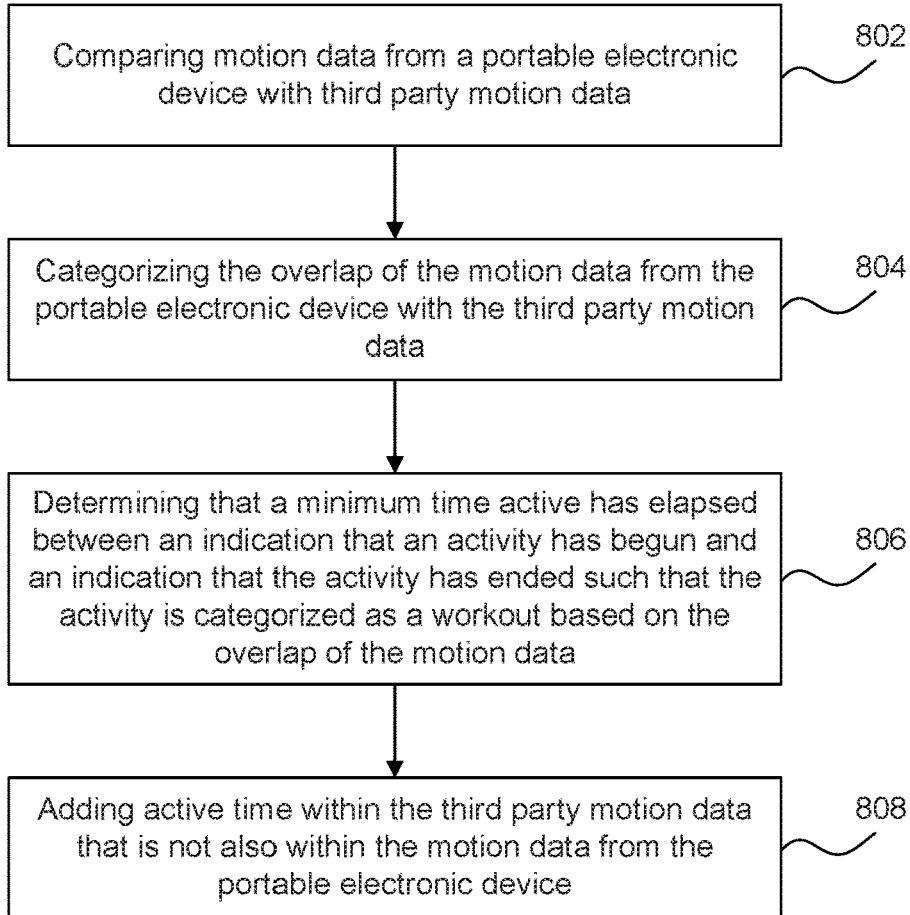 Comparing motion data from a portable electronic
device with third party motion data
802
Categorizing the overlap of the motion data from the
portable electronic device with the third party motion
data
804
Determining that a minimum time active has elapsed
between an indication that an activity has begun and
an indication that the activity has ended such that the
activity is categorized as a workout based on the
overlap of the motion data
806
Adding active time within the third party motion data
that is not also within the motion data from the
portable electronic device
808